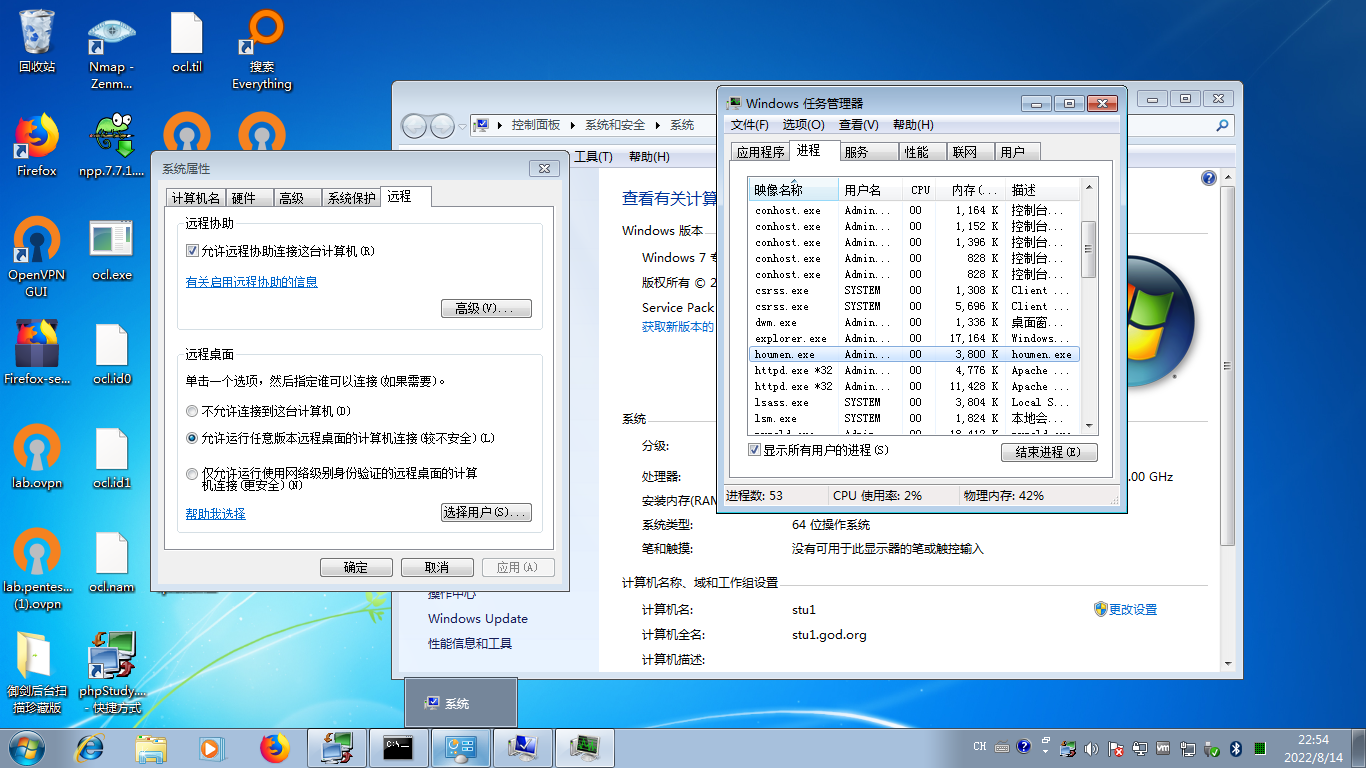 回收站
Nmap -
Zenm...
ocl.til
搜索
Everything
Firefox
npp.7.7.1....
OpenVPN
GUI
ocl.exe
Firefox-se...
ocl.id0
lab.ovpn
ocl.id1
lab.pentes...
(1).ovpn
ocl.nam
御剑后台扫
描珍藏版
phpStudy....
- 快捷方式
系统属性
计算机名 硬件 高级 系统保护 远程
远程协助
允许远程协助连接这台计算机(R)
有关启用远程协助的信息
高级(V)...
远程桌面
单击一个选项，然后指定谁可以连接(如果需要)。
不允许连接到这台计算机(D)
允许运行任意版本远程桌面的计算机连接(较不安全)(L)
仅允许运行使用网络级别身份验证的远程桌面的计算
机连接(更安全)(N)
帮助我选择
选择用户(S)...
确定 取消 应用(A)
控制面板 系统和安全 系统
工具(T) 帮助(H)
查看有关计算
Windows 版本
Windows 7 专
版权所有 © 2
Service Pack
获取新版本的
系统
分级:
处理器:
.00 GHz
安装内存(RAM
系统类型: 64 位操作系统
笔和触摸: 没有可用于此显示器的笔或触控输入
计算机名称、域和工作组设置
计算机名: stu1
更改设置
计算机全名: stu1.god.org
计算机描述:
操作中心
Windows Update
性能信息和工具
Windows 任务管理器
文件(F) 选项(O) 查看(V) 帮助(H)
应用程序 进程 服务 性能 联网 用户
映像名称 用户名 CPU 内存(... 描述
conhost.exe Admin... 00 1,164 K 控制台...
conhost.exe Admin... 00 1,152 K 控制台...
conhost.exe Admin... 00 1,396 K 控制台...
conhost.exe Admin... 00 828 K 控制台...
conhost.exe Admin... 00 828 K 控制台...
csrss.exe SYSTEM 00 1,308 K Client ...
csrss.exe SYSTEM 00 5,696 K Client ...
dwm.exe Admin... 00 1,336 K 桌面窗...
explorer.exe Admin... 00 17,164 K Windows...
houmen.exe Admin... 00 3,800 K houmen.exe
httpd.exe *32 Admin... 00 4,776 K Apache ...
httpd.exe *32 Admin... 00 11,428 K Apache ...
lsass.exe SYSTEM 00 3,804 K Local S...
lsm.exe SYSTEM 00 1,824 K 本地会...
显示所有用户的进程(S)
结束进程(E)
进程数: 53 CPU 使用率: 2% 物理内存: 42%
系统
CH
22:54
2022/8/14